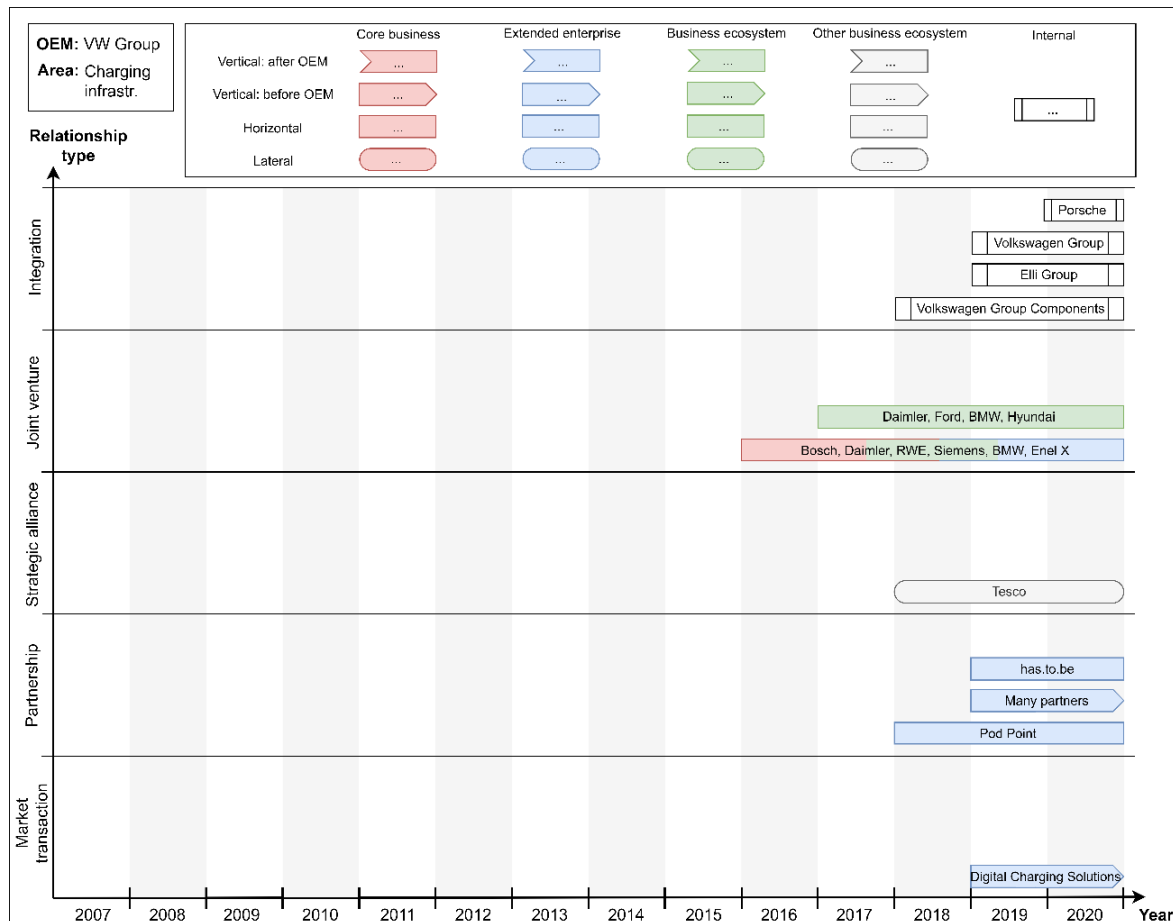 OEM: VW Group
Area: Charging
infrastr.
Core business
Extended enterprise
Business ecosystem
Other business ecosystem
Internal
Vertical: after OEM
...
...
...
...
Vertical: before OEM
...
...
...
...
...
Horizontal
...
...
...
...
Lateral
...
...
...
...
Relationship
type
Integration
Porsche
Volkswagen Group
Elli Group
Volkswagen Group Components
Joint venture
Daimler, Ford, BMW, Hyundai
Bosch, Daimler, RWE, Siemens, BMW, Enel X
Strategic alliance
Tesco
Partnership
has.to.be
Many partners
Pod Point
Market
transaction
Digital Charging Solutions
2007
2008
2009
2010
2011
2012
2013
2014
2015
2016
2017
2018
2019
2020
Year